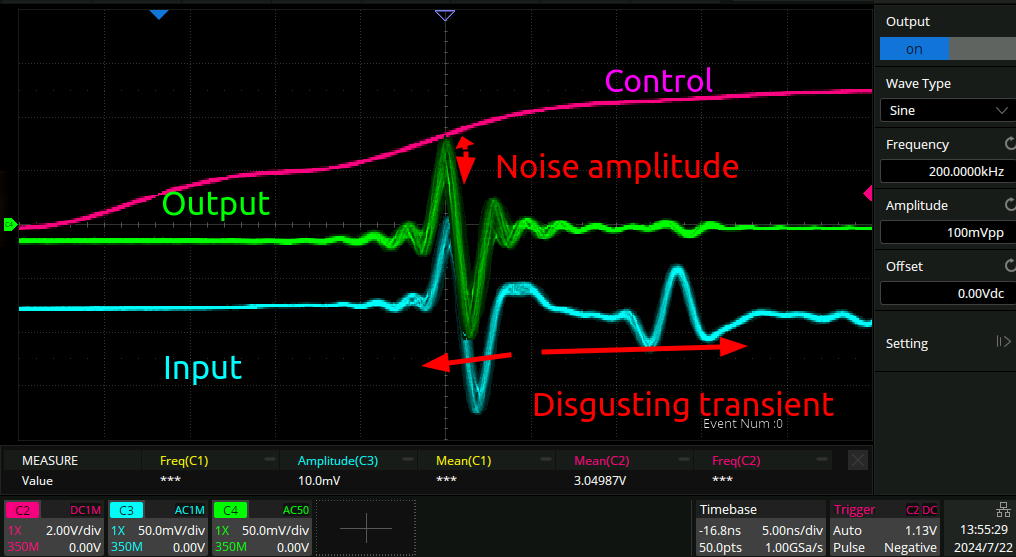 Output
on
Wave Type
Control
Sine
Frequency
Noise amplitude
200.0000kHz
Output
Amplitude
100mVpp
Offset
0.00Vdc
Setting
Input
Disgusting transient
Event Num :0
MEASURE Freq(C1) Amplitude(C3) Mean(C1) Mean(C2) Freq(C2)
Value *** 10.0mV *** 3.04987V ***
C2 DC1M C3 AC1M C4 AC50 Timebase Trigger C2 DC
1X 2.00V/div 1X 50.0mV/div 1X 50.0mV/div -16.8ns 5.00ns/div Auto 1.13V 13:55:29
350M 0.00V 350M 0.00V 350M 0.00V 50.0pts 1.00GSa/s Pulse Negative 2024/7/22